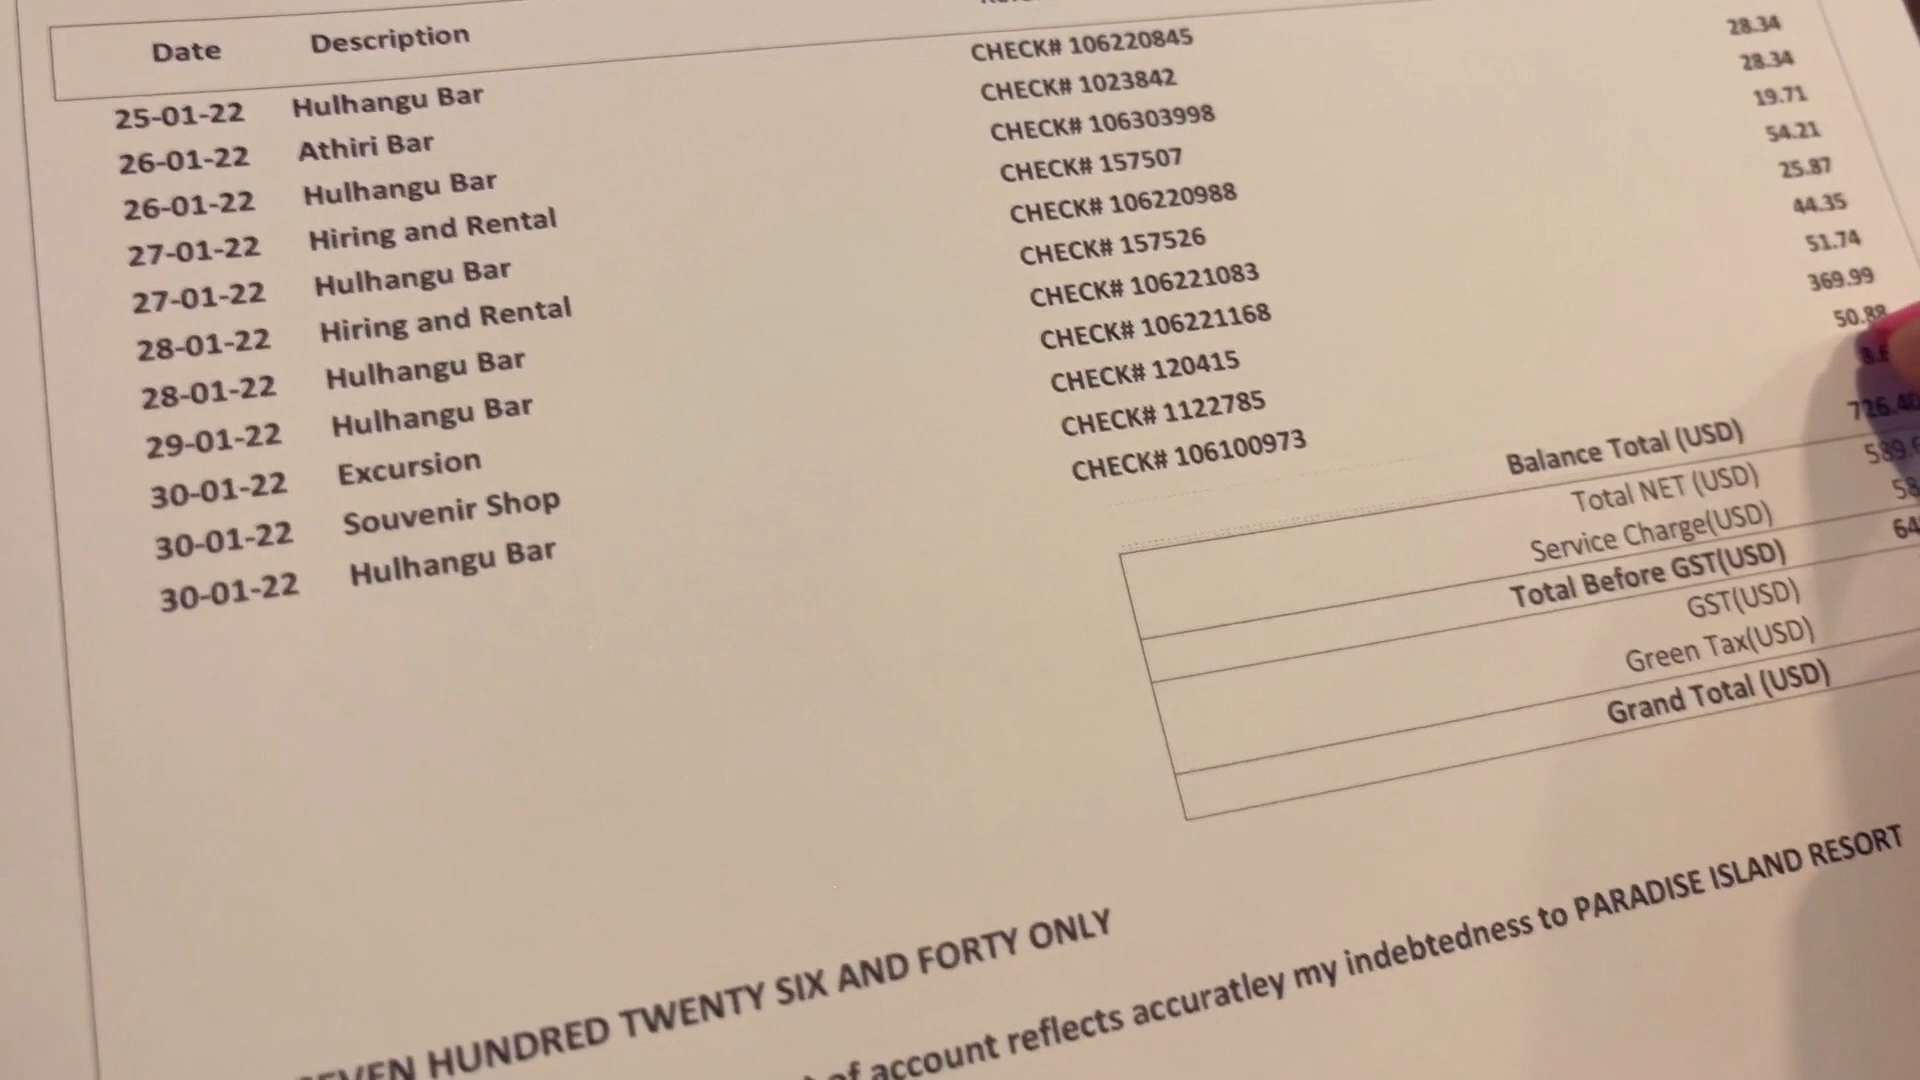 Date Description
25-01-22 Hulhangu Bar CHECK# 106220845
26-01-22 Athiri Bar CHECK# 1023842 28.34
26-01-22 Hulhangu Bar CHECK# 106303998 28.34
27-01-22 Hiring and Rental CHECK# 157507 19.71
27-01-22 Hulhangu Bar CHECK# 106220988 54.21
28-01-22 Hiring and Rental CHECK# 157526 25.87
28-01-22 Hulhangu Bar CHECK# 106221083 44.35
29-01-22 Hulhangu Bar CHECK# 106221168 51.74
30-01-22 Excursion CHECK# 120415 369.99
30-01-22 Souvenir Shop CHECK# 1122785 50.88
30-01-22 Hulhangu Bar CHECK# 106100973
Balance Total (USD) 726.40
Total NET (USD)
Service Charge(USD)
Total Before GST(USD)
GST(USD)
Green Tax(USD)
Grand Total (USD)
HUNDRED TWENTY SIX AND FORTY ONLY
of account reflects accuratley my indebtedness to PARADISE ISLAND RESORT